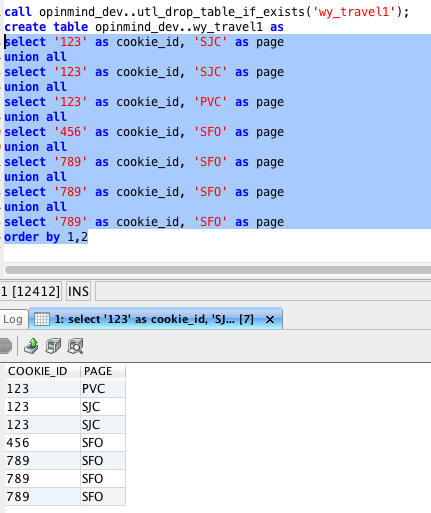 call opinmind_dev..utl_drop_table_if_exists('wy_travel1');
create table opinmind_dev..wy_travel1 as
select '123' as cookie_id, 'SJC' as page
union all
select '123' as cookie_id, 'SJC' as page
union all
select '123' as cookie_id, 'PVC' as page
union all
select '456' as cookie_id, 'SFO' as page
union all
select '789' as cookie_id, 'SFO' as page
union all
select '789' as cookie_id, 'SFO' as page
union all
select '789' as cookie_id, 'SFO' as page
order by 1,2
1 [12412] INS
Log 1: select '123' as cookie_id, 'SJ... [7]
COOKIE_ID PAGE
123 PVC
123 SJC
123 SJC
456 SFO
789 SFO
789 SFO
789 SFO